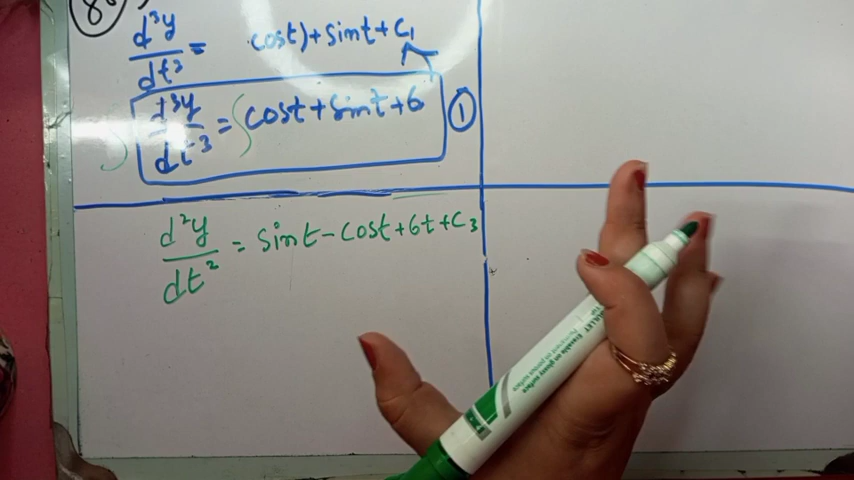 8
d³y/dt³ = cost) + sint + C₁
∫ d³y/dt³ = ∫ cost + sint + 6 ①
d²y/dt² = sint - cost + 6t + C₃